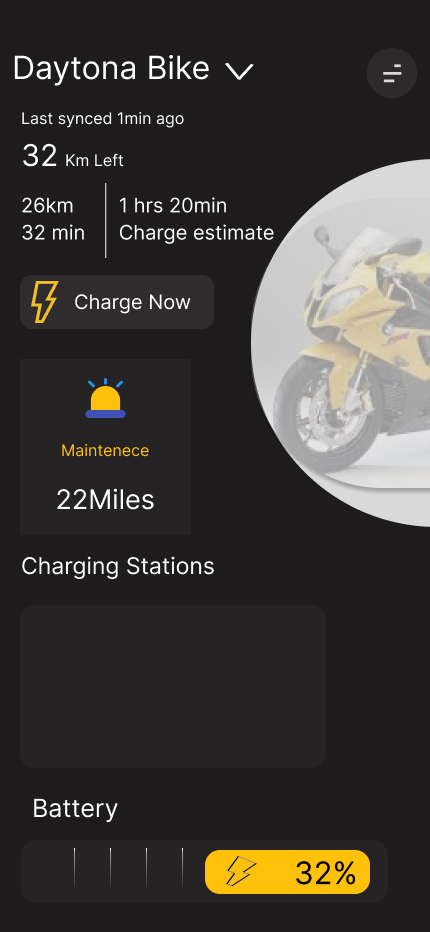 Daytona Bike
Last synced 1min ago
32 Km Left
26km
32 min
1 hrs 20min
Charge estimate
Charge Now
Maintenece
22Miles
Charging Stations
Battery
32%